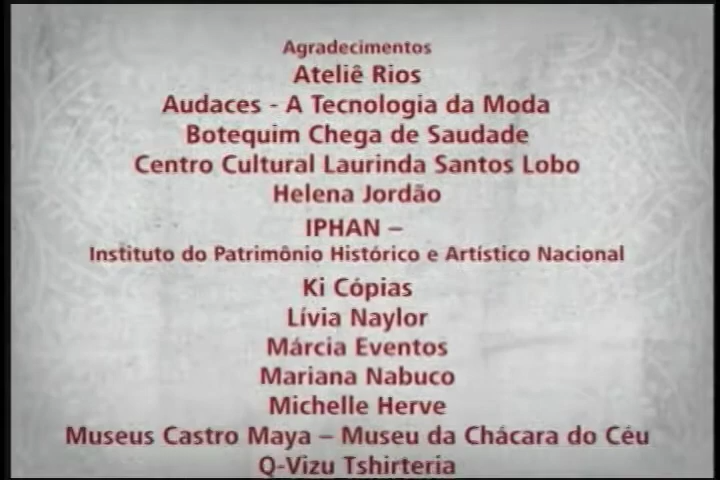 Agradecimentos
Ateliê Rios
Audaces - A Tecnologia da Moda
Botequim Chega de Saudade
Centro Cultural Laurinda Santos Lobo
Helena Jordão
IPHAN –
Instituto do Patrimônio Histórico e Artístico Nacional
Ki Cópias
Lívia Naylor
Márcia Eventos
Mariana Nabuco
Michelle Herve
Museus Castro Maya – Museu da Chácara do Céu
Q-Vizu Tshirteria